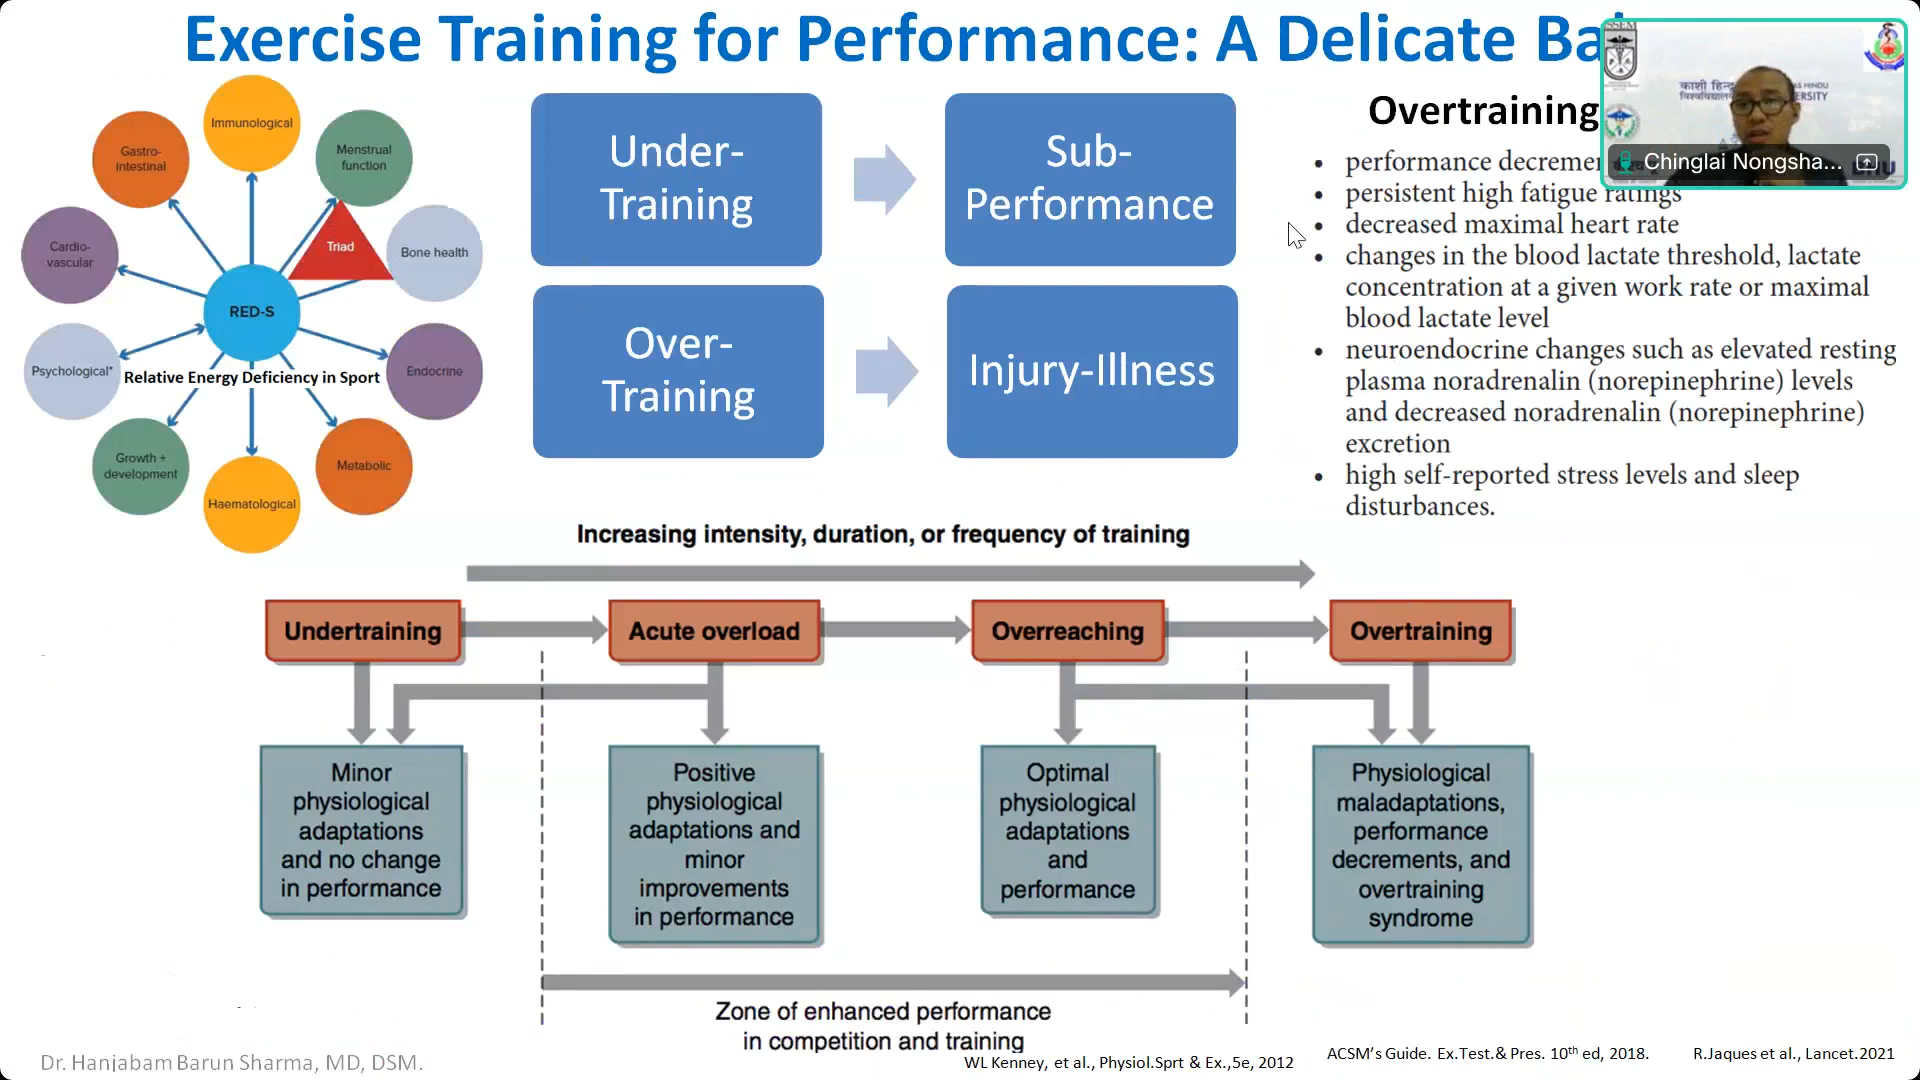 Exercise Training for Performance: A Delicate
Immunological
Gastro-
intestinal
Menstrual
function
Cardio-
vascular
Triad
Bone health
RED-S
Psychological*
Relative Energy Deficiency in Sport
Endocrine
Growth +
development
Metabolic
Haematological
Under-
Training
Sub-
Performance
Over-
Training
Injury-Illness
Overtraining
काशी हिन्दू
Chinglai Nongsha...
• performance
• persistent high fatigue ratings
• decreased maximal heart rate
• changes in the blood lactate threshold, lactate
concentration at a given work rate or maximal
blood lactate level
• neuroendocrine changes such as elevated resting
plasma noradrenalin (norepinephrine) levels
and decreased noradrenalin (norepinephrine)
excretion
• high self-reported stress levels and sleep
disturbances.
Increasing intensity, duration, or frequency of training
Undertraining
Acute overload
Overreaching
Overtraining
Minor
physiological
adaptations
and no change
in performance
Positive
physiological
adaptations and
minor
improvements
in performance
Optimal
physiological
adaptations
and
performance
Physiological
maladaptations,
performance
decrements, and
overtraining
syndrome
Zone of enhanced performance
in competition and training
Dr. Hanjabam Barun Sharma, MD, DSM.
WL Kenney, et al., Physiol.Sprt & Ex.,5e, 2012
ACSM's Guide. Ex.Test.& Pres. 10th ed, 2018.
R.Jaques et al., Lancet.2021